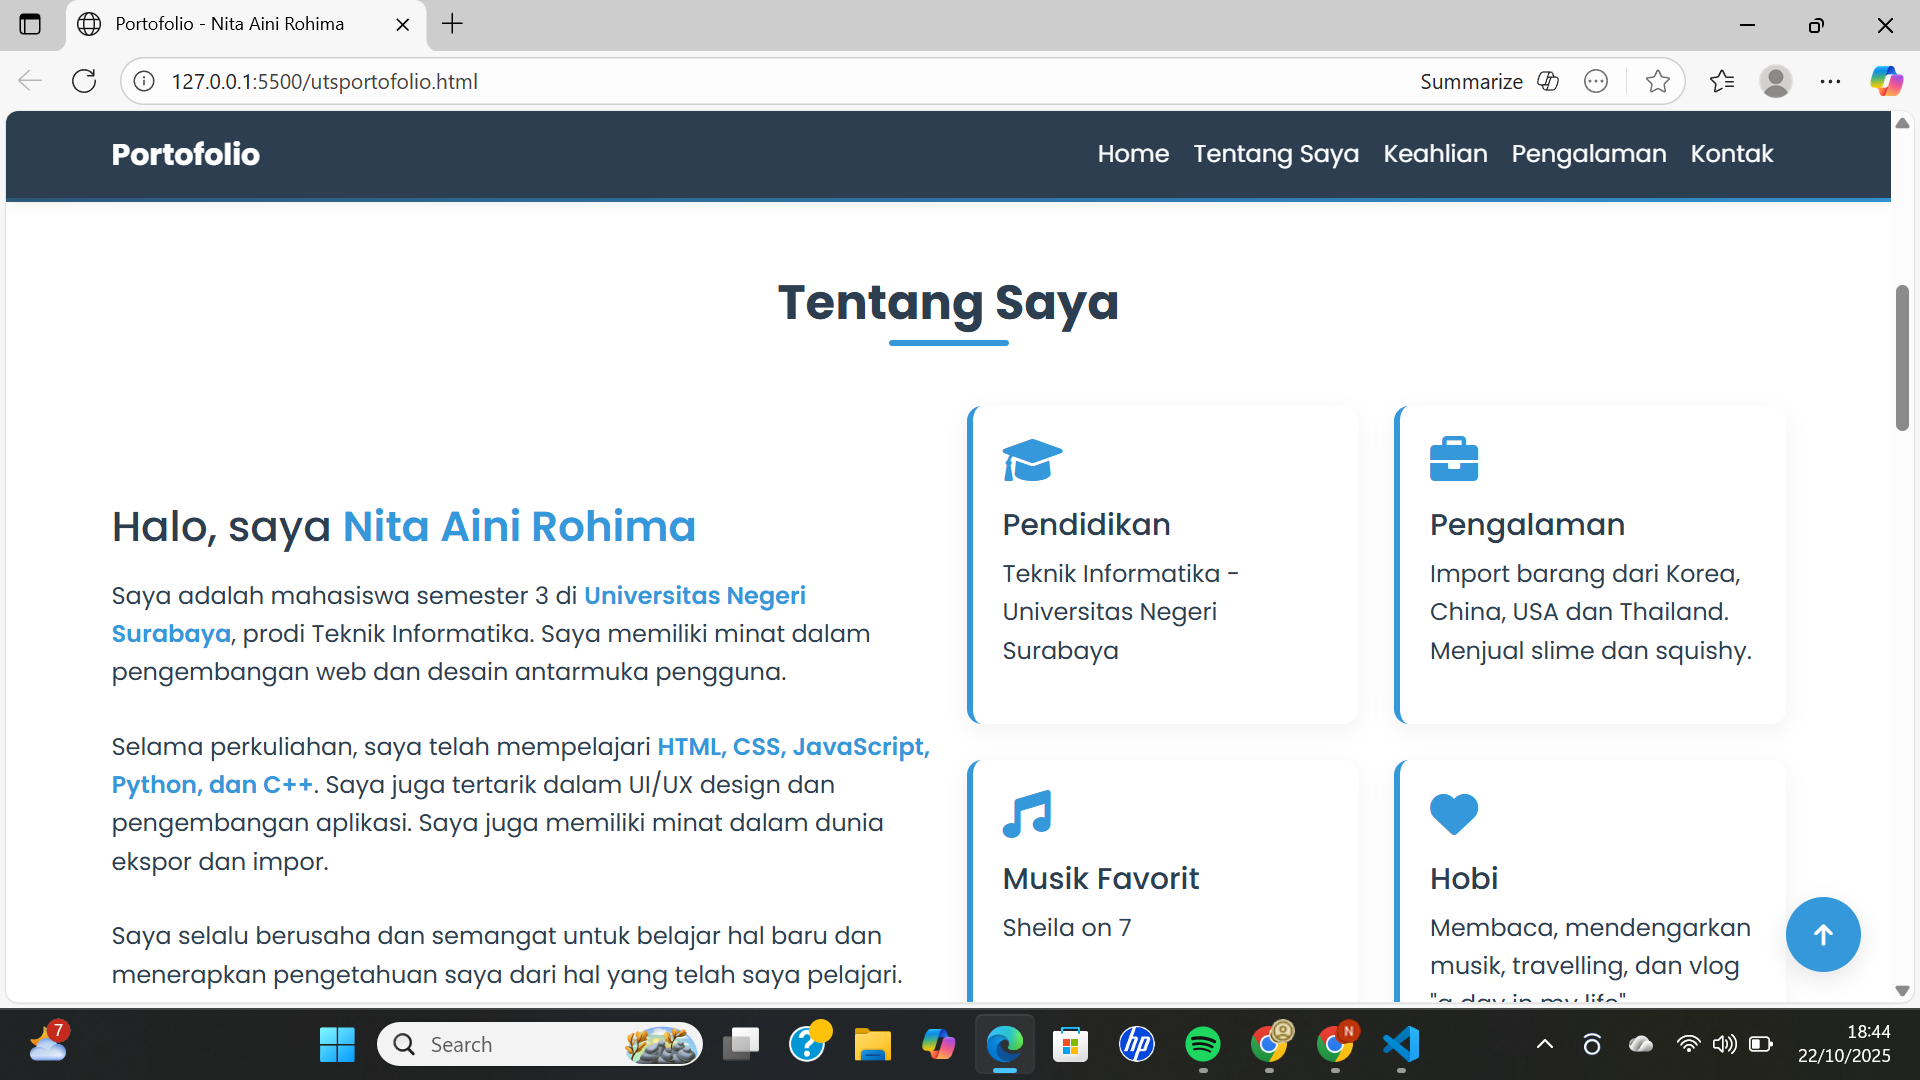 Portofolio - Nita Aini Rohima
127.0.0.1:5500/utsportofolio.html
Summarize
Portofolio
Home
Tentang Saya
Keahlian
Pengalaman
Kontak
Tentang Saya
Halo, saya Nita Aini Rohima
Saya adalah mahasiswa semester 3 di Universitas Negeri
Surabaya, prodi Teknik Informatika. Saya memiliki minat dalam
pengembangan web dan desain antarmuka pengguna.
Selama perkuliahan, saya telah mempelajari HTML, CSS, JavaScript,
Python, dan C++. Saya juga tertarik dalam UI/UX design dan
pengembangan aplikasi. Saya juga memiliki minat dalam dunia
ekspor dan impor.
Saya selalu berusaha dan semangat untuk belajar hal baru dan
menerapkan pengetahuan saya dari hal yang telah saya pelajari.
Pendidikan
Teknik Informatika -
Universitas Negeri
Surabaya
Pengalaman
Import barang dari Korea,
China, USA dan Thailand.
Menjual slime dan squishy.
Musik Favorit
Sheila on 7
Hobi
Membaca, mendengarkan
musik, travelling, dan vlog
"a day in my life"
7
Search
hp
N
18:44
22/10/2025